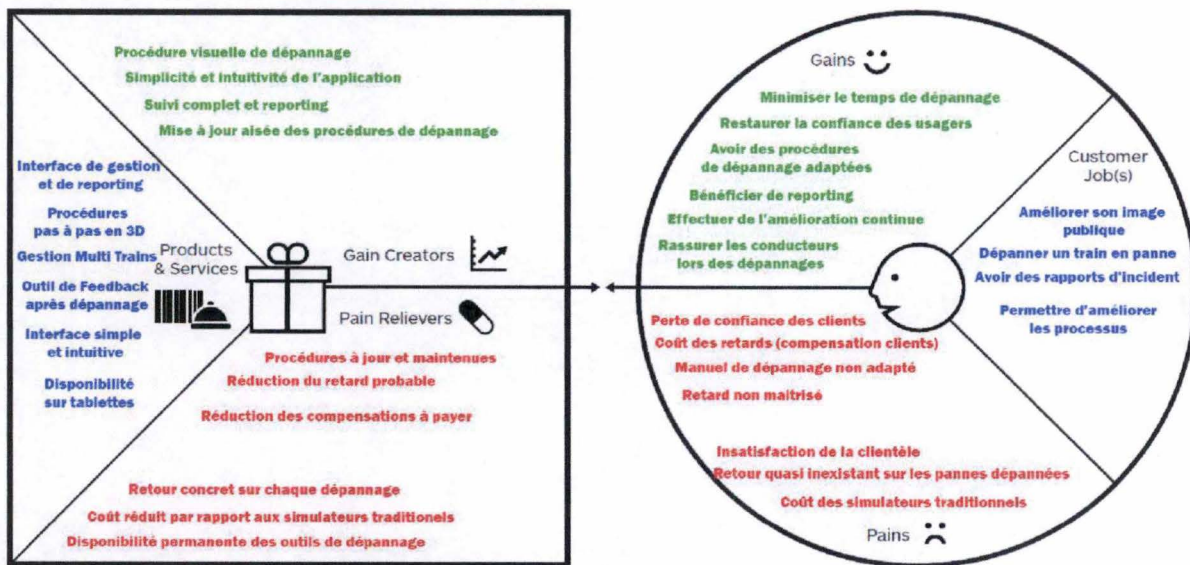 Procédure visuelle de dépannage
Simplicité et intuitivité de l'application
Suivi complet et reporting
Mise à jour aisée des procédures de dépannage
Interface de gestion
et de reporting
Procédures
pas à pas en 3D
Gestion Multi Trains
Outil de Feedback
après dépannage
Interface simple
et intuitive
Disponibilité
sur tablettes
Products
& Services
Gain Creators
Pain Relievers
Procédures à jour et maintenues
Réduction du retard probable
Réduction des compensations à payer
Retour concret sur chaque dépannage
Coût réduit par rapport aux simulateurs traditionels
Disponibilité permanente des outils de dépannage
Gains
Minimiser le temps de dépannage
Restaurer la confiance des usagers
Avoir des procédures
de dépannage adaptées
Bénéficier de reporting
Effectuer de l'amélioration continue
Rassurer les conducteurs
lors des dépannages
Customer
Job(s)
Améliorer son image
publique
Dépanner un train en panne
Avoir des rapports d'incident
Permettre d'améliorer
les processus
Perte de confiance des clients
Coût des retards (compensation clients)
Manuel de dépannage non adapté
Retard non maitrisé
Insatisfaction de la clientèle
Retour quasi inexistant sur les pannes dépannées
Coût des simulateurs traditionnels
Pains